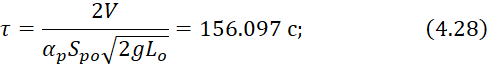 τ = 2V / (α_p S_po √(2gL_o)) = 156.097 с; (4.28)